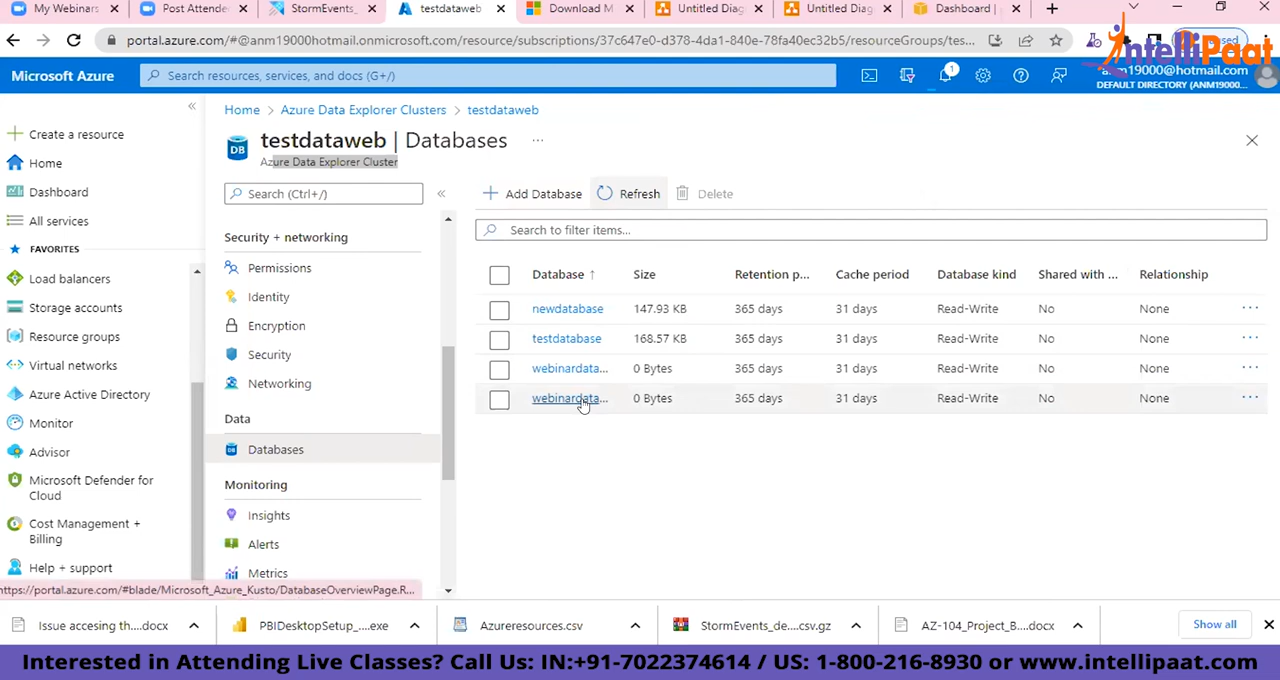 My Webinars
Post Attende
StormEvents_
testdataweb
Download M
Untitled Diag
Untitled Diag
Dashboard |
portal.azure.com/#@anm19000hotmail.onmicrosoft.com/resource/subscriptions/37c647e0-d378-4da1-840e-78fa40ec32b5/resourceGroups/tes...
IntelliPaat
Microsoft Azure
Search resources, services, and docs (G+/)
1
anm19000@hotmail.com
DEFAULT DIRECTORY (ANM19000...
Create a resource
Home
Dashboard
All services
FAVORITES
Load balancers
Storage accounts
Resource groups
Virtual networks
Azure Active Directory
Monitor
Advisor
Microsoft Defender for
Cloud
Cost Management +
Billing
Help + support
Home
Azure Data Explorer Clusters
testdataweb
DB
testdataweb | Databases
...
Azure Data Explorer Cluster
Search (Ctrl+/)
Security + networking
Permissions
Identity
Encryption
Security
Networking
Data
Databases
Monitoring
Insights
Alerts
Metrics
Add Database
Refresh
Delete
Search to filter items...
Database ↑ Size Retention p... Cache period Database kind Shared with ... Relationship
newdatabase 147.93 KB 365 days 31 days Read-Write No None ...
testdatabase 168.57 KB 365 days 31 days Read-Write No None ...
webinardata... 0 Bytes 365 days 31 days Read-Write No None ...
webinardata... 0 Bytes 365 days 31 days Read-Write No None ...
https://portal.azure.com/#blade/Microsoft_Azure_Kusto/DatabaseOverviewPage.R...
Issue accesing th....docx
PBIDesktopSetup_....exe
Azureresources.csv
StormEvents_de....csv.gz
AZ-104_Project_B....docx
Show all
Interested in Attending Live Classes? Call Us: IN:+91-7022374614 / US: 1-800-216-8930 or www.intellipaat.com